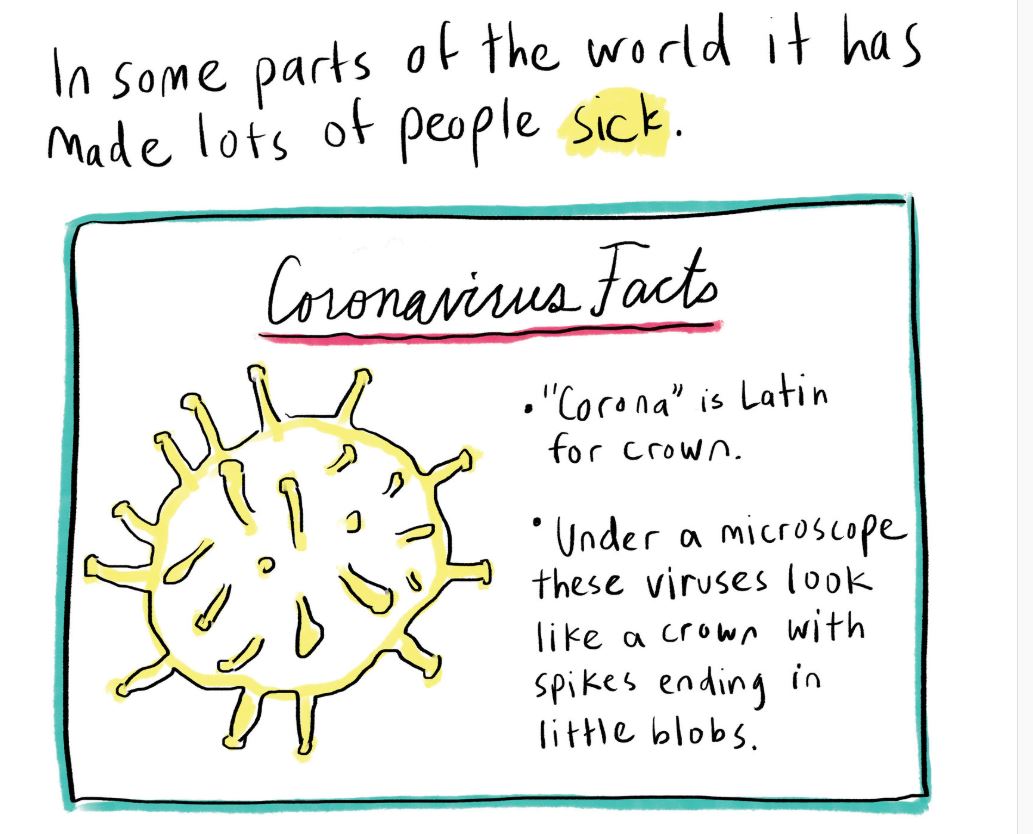 In some parts of the world it has
made lots of people sick.
Coronavirus Facts
• "Corona" is Latin
for crown.
• Under a microscope
these viruses look
like a crown with
spikes ending in
little blobs.